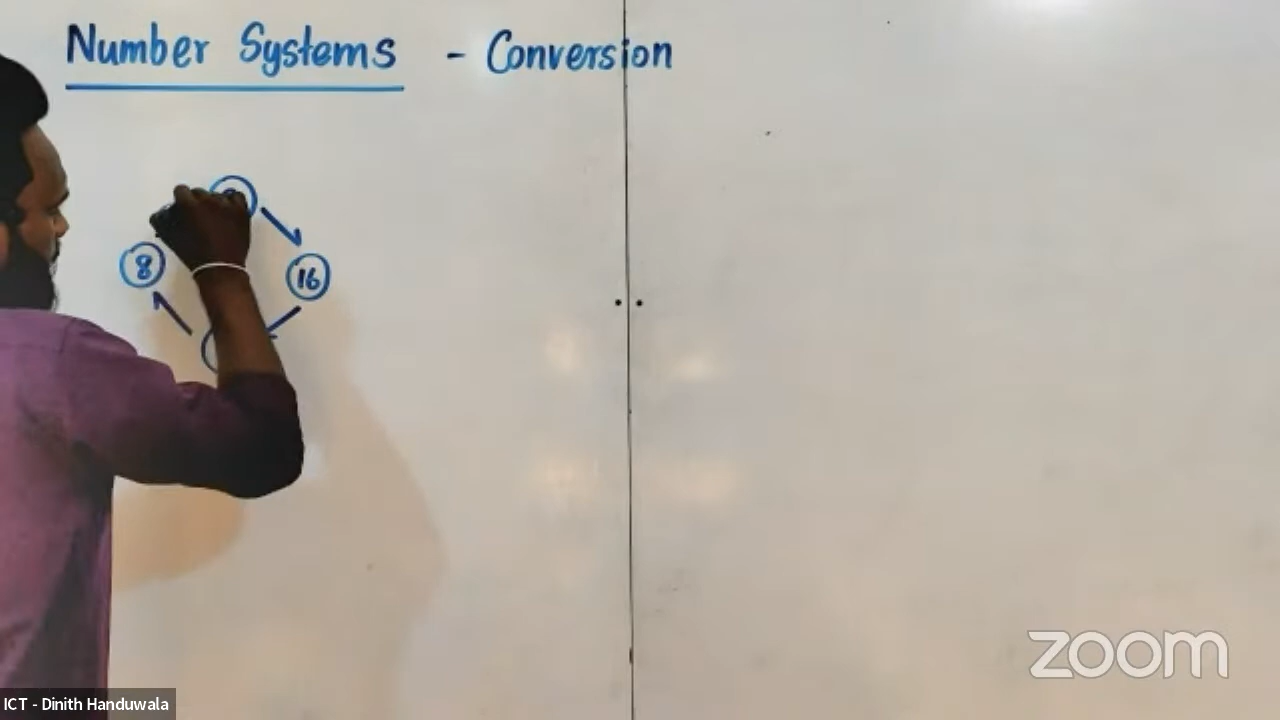 Number Systems - Conversion
8
16
zoom
ICT - Dinith Handuwala